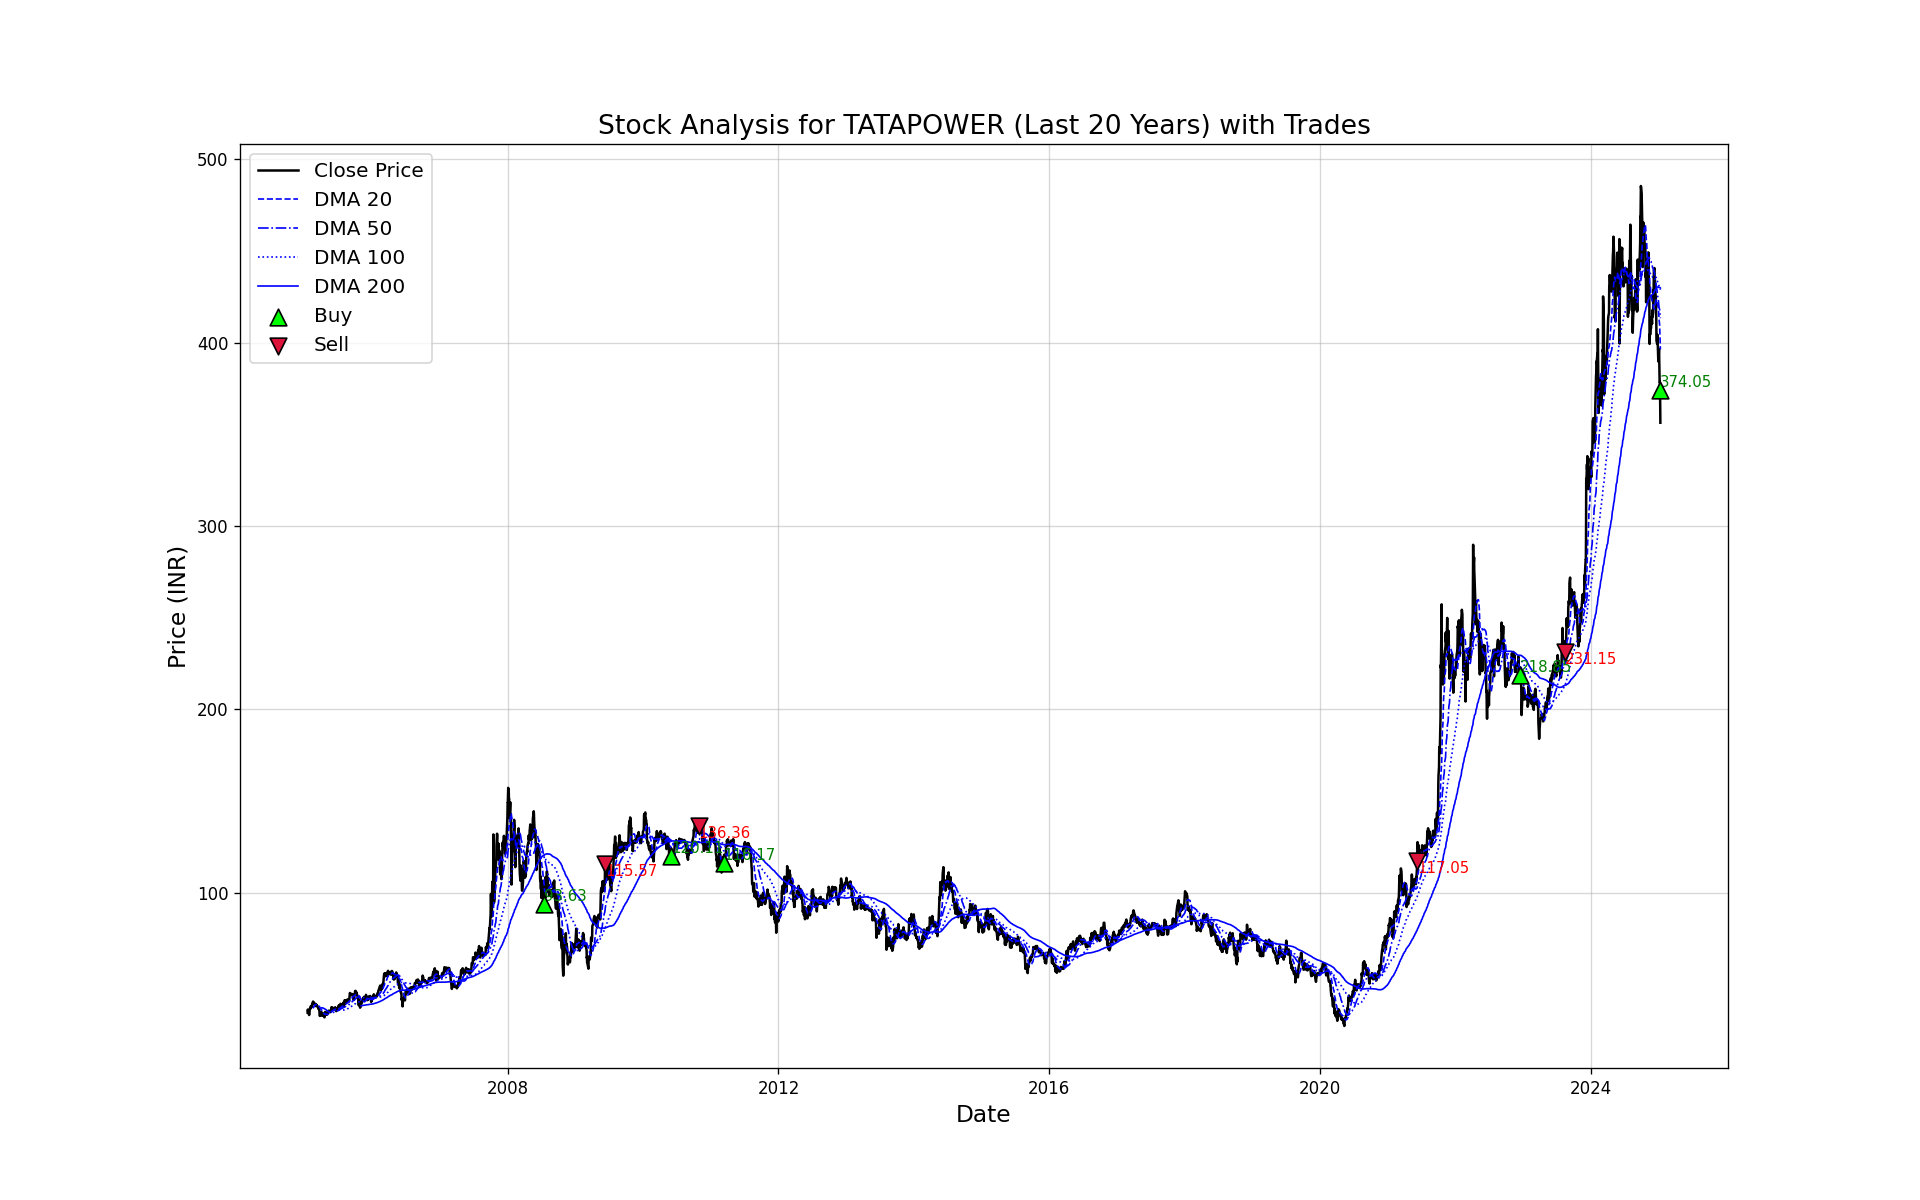 Stock Analysis for TATAPOWER (Last 20 Years) with Trades
Close Price
DMA 20
DMA 50
DMA 100
DMA 200
Buy
Sell
Price (INR)
500
400
300
200
100
374.05
231.15
136.36
115.57
117.05
2008
2012
2016
2020
2024
Date